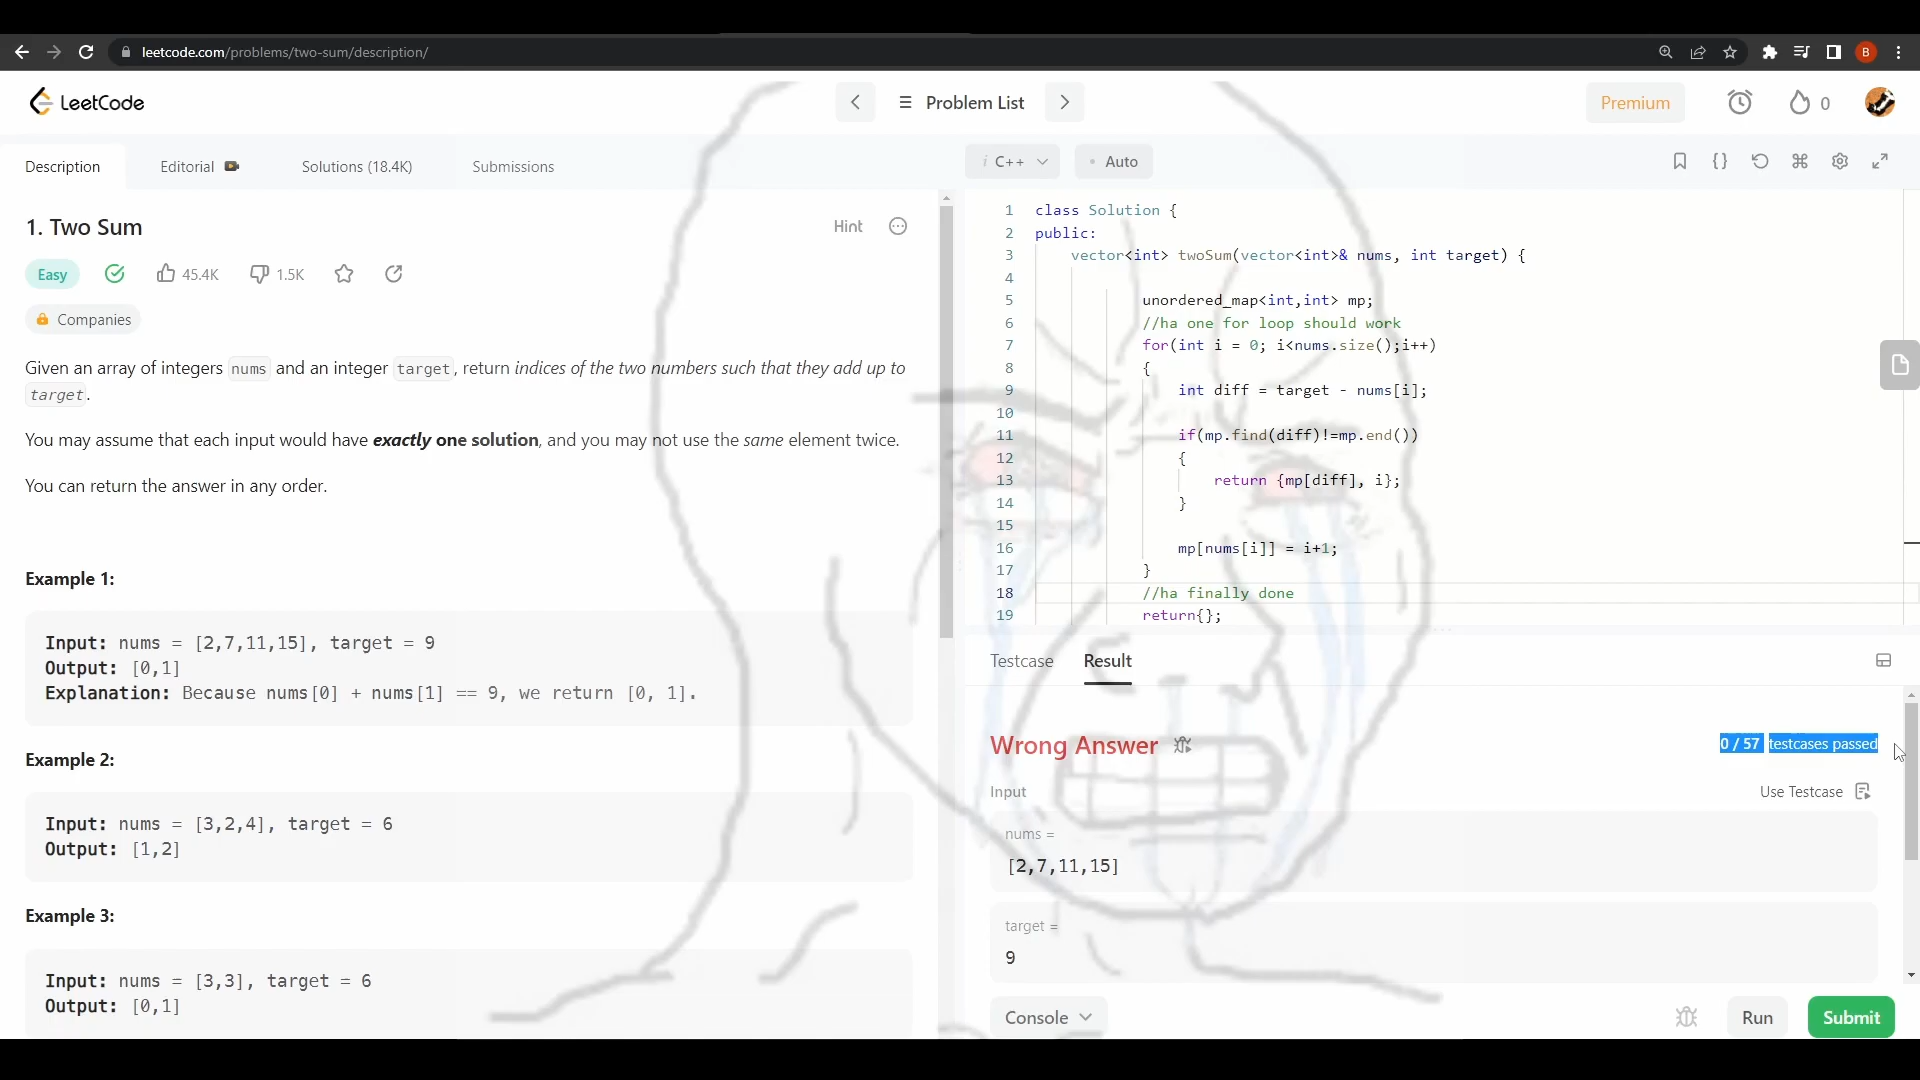 leetcode.com/problems/two-sum/description/
B
LeetCode
Problem List
Premium
0
Description
Editorial
Solutions (18.4K)
Submissions
1. Two Sum
Hint
Easy
45.4K
1.5K
Companies
Given an array of integers nums and an integer target, return indices of the two numbers such that they add up to
target.
You may assume that each input would have exactly one solution, and you may not use the same element twice.
You can return the answer in any order.
Example 1:
Input: nums = [2,7,11,15], target = 9
Output: [0,1]
Explanation: Because nums[0] + nums[1] == 9, we return [0, 1].
Example 2:
Input: nums = [3,2,4], target = 6
Output: [1,2]
Example 3:
Input: nums = [3,3], target = 6
Output: [0,1]
i C++
Auto
1 class Solution {
2 public:
3 vector<int> twoSum(vector<int>& nums, int target) {
4
5 unordered_map<int,int> mp;
6 //ha one for loop should work
7 for(int i = 0; i<nums.size();i++)
8 {
9 int diff = target - nums[i];
10
11 if(mp.find(diff)!=mp.end())
12 {
13 return {mp[diff], i};
14 }
15
16 mp[nums[i]] = i+1;
17 }
18 //ha finally done
19 return{};
Testcase
Result
Wrong Answer
0 / 57 testcases passed
Input
Use Testcase
nums =
[2,7,11,15]
target =
9
Console
Run
Submit